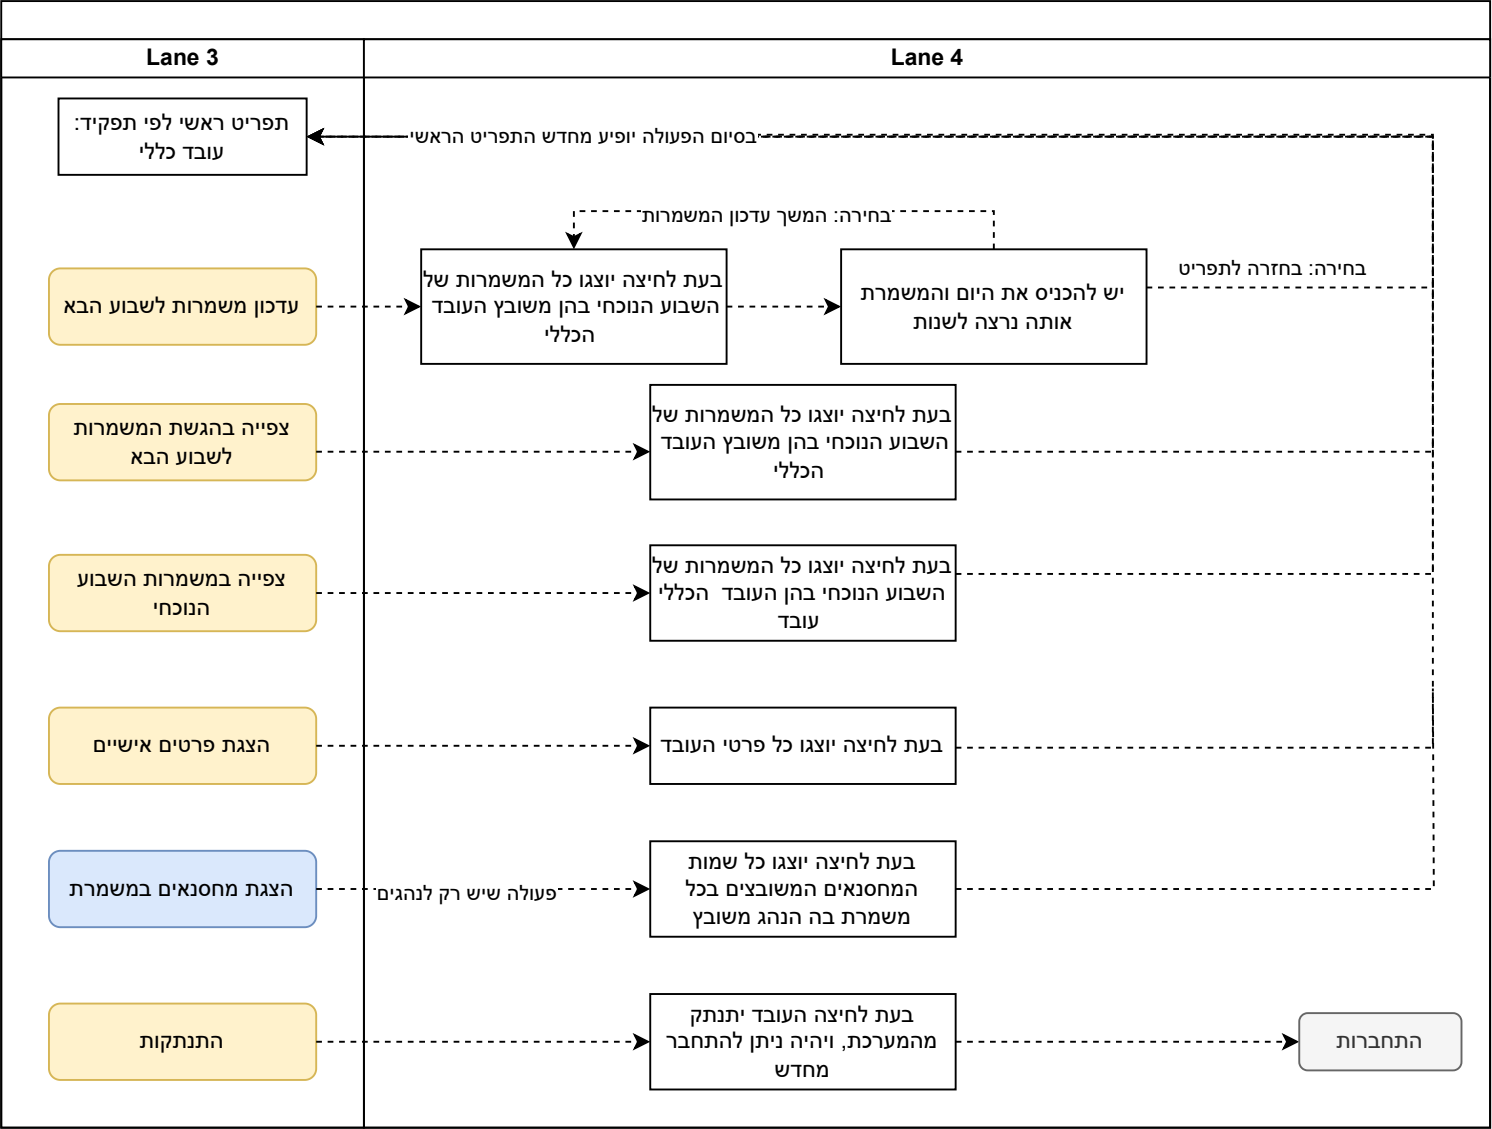 Lane 3
Lane 4
תפריט ראשי לפי תפקיד:
עובד כללי
בסיום הפעולה יופיע מחדש התפריט הראשי
בחירה: המשך עדכון המשמרות
עדכון משמרות לשבוע הבא
בעת לחיצה יוצגו כל המשמרות של
השבוע הנוכחי בהן משובץ העובד
הכללי
יש להכניס את היום והמשמרת
אותה נרצה לשנות
בחירה: בחזרה לתפריט
צפייה בהגשת המשמרות
לשבוע הבא
בעת לחיצה יוצגו כל המשמרות של
השבוע הנוכחי בהן משובץ העובד
הכללי
צפייה במשמרות השבוע
הנוכחי
בעת לחיצה יוצגו כל המשמרות של
השבוע הנוכחי בהן העובד הכללי
עובד
הצגת פרטים אישיים
בעת לחיצה יוצגו כל פרטי העובד
הצגת מחסנאים במשמרת
פעולה שיש רק לנהגים
בעת לחיצה יוצגו כל שמות
המחסנאים המשובצים בכל
משמרת בה הנהג משובץ
התנתקות
בעת לחיצה העובד יתנתק
מהמערכת, ויהיה ניתן להתחבר
מחדש
התחברות